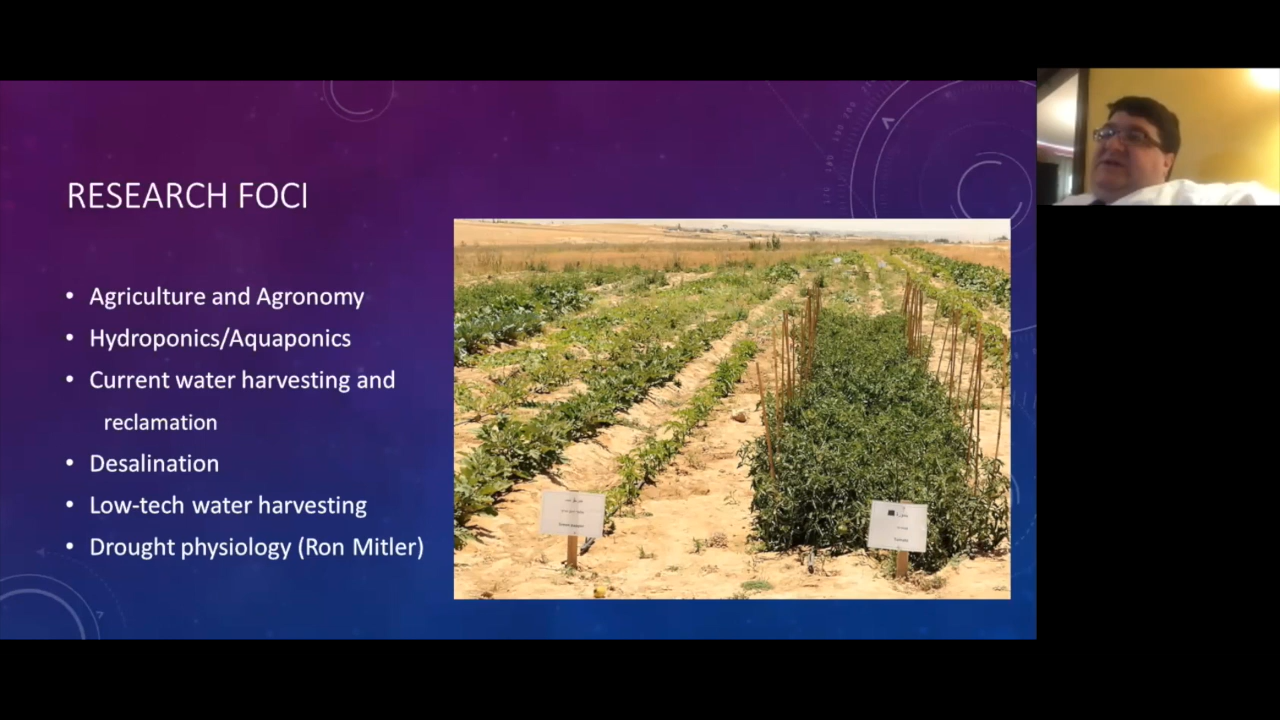 RESEARCH FOCI
• Agriculture and Agronomy
• Hydroponics/Aquaponics
• Current water harvesting and
reclamation
• Desalination
• Low-tech water harvesting
• Drought physiology (Ron Mitler)